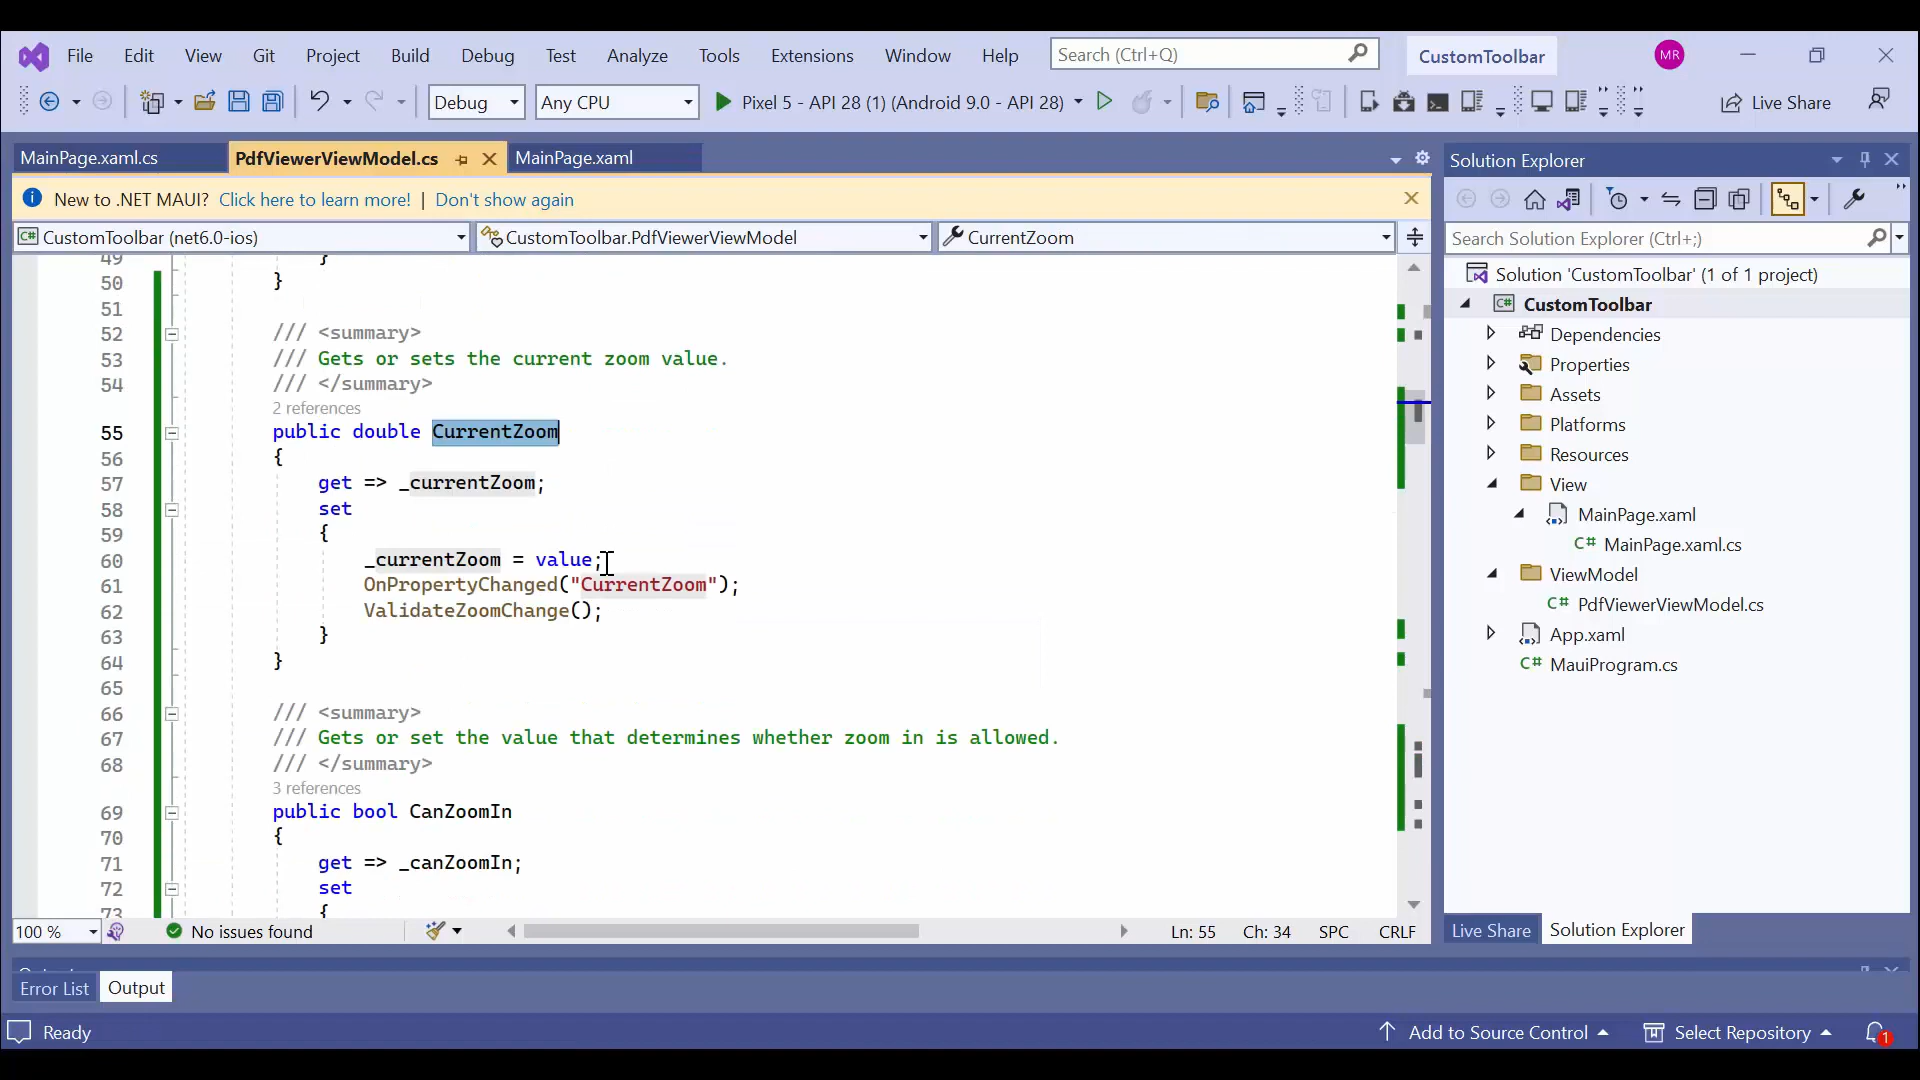 File Edit View Git Project Build Debug Test Analyze Tools Extensions Window Help Search (Ctrl+Q) CustomToolbar MR
Debug Any CPU Pixel 5 - API 28 (1) (Android 9.0 - API 28) Live Share
MainPage.xaml.cs PdfViewerViewModel.cs MainPage.xaml
New to .NET MAUI? Click here to learn more! | Don't show again
CustomToolbar (net6.0-ios) CustomToolbar.PdfViewerViewModel CurrentZoom
49 }
50 }
51
52 /// <summary>
53 /// Gets or sets the current zoom value.
54 /// </summary>
2 references
55 public double CurrentZoom
56 {
57 get => _currentZoom;
58 set
59 {
60 _currentZoom = value;
61 OnPropertyChanged("CurrentZoom");
62 ValidateZoomChange();
63 }
64 }
65
66 /// <summary>
67 /// Gets or set the value that determines whether zoom in is allowed.
68 /// </summary>
3 references
69 public bool CanZoomIn
70 {
71 get => _canZoomIn;
72 set
73 {
100 % No issues found Ln: 55 Ch: 34 SPC CRLF
Solution Explorer
Search Solution Explorer (Ctrl+;)
Solution 'CustomToolbar' (1 of 1 project)
CustomToolbar
Dependencies
Properties
Assets
Platforms
Resources
View
MainPage.xaml
MainPage.xaml.cs
ViewModel
PdfViewerViewModel.cs
App.xaml
MauiProgram.cs
Live Share Solution Explorer
Error List Output
Ready Add to Source Control Select Repository 1